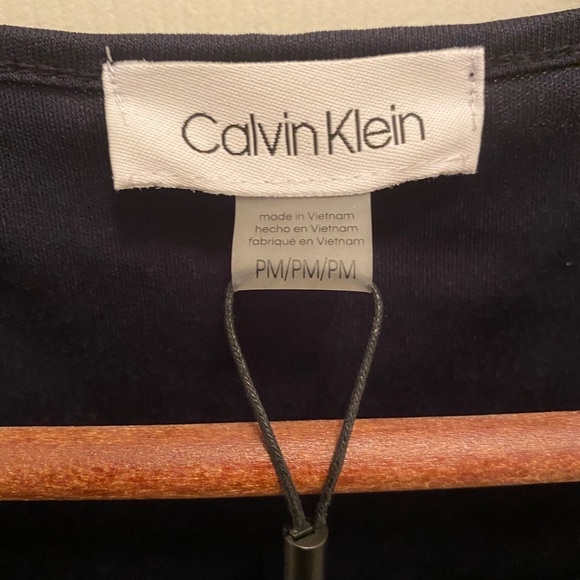 Calvin Klein
made in Vietnam
hecho en Vietnam
fabriqué en Vietnam
PM/PM/PM